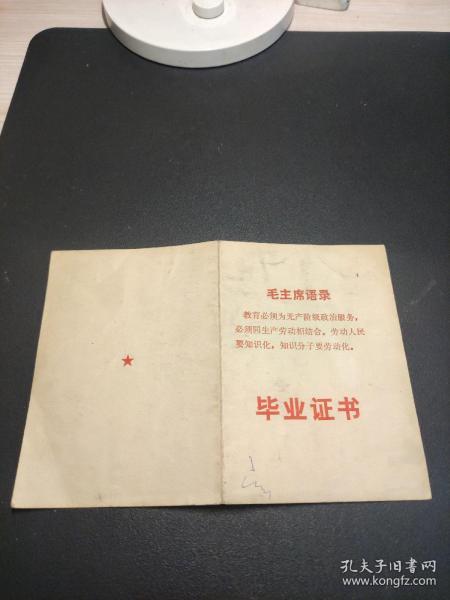 毛主席语录
教育必须为无产阶级政治服务,
必须同生产劳动相结合。劳动人民
要知识化,知识分子要劳动化。
毕业证书
孔夫子旧书网
www.kongfz.com